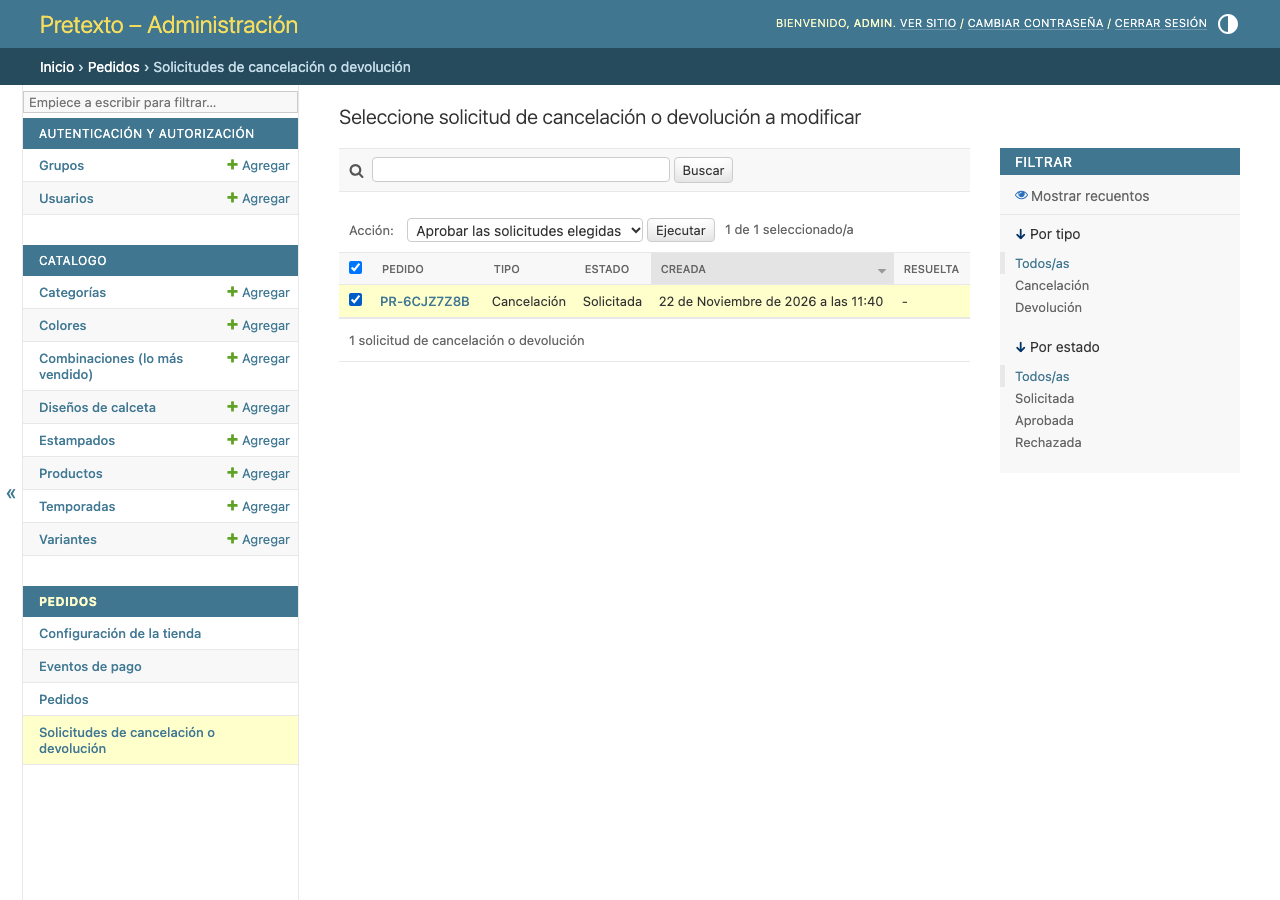 Pretexto – Administración
BIENVENIDO, ADMIN. VER SITIO / CAMBIAR CONTRASEÑA / CERRAR SESIÓN
Inicio › Pedidos › Solicitudes de cancelación o devolución
Empiece a escribir para filtrar...
AUTENTICACIÓN Y AUTORIZACIÓN
Grupos Agregar
Usuarios Agregar
CATALOGO
Categorías Agregar
Colores Agregar
Combinaciones (lo más Agregar
vendido)
Diseños de calceta Agregar
Estampados Agregar
Productos Agregar
Temporadas Agregar
Variantes Agregar
PEDIDOS
Configuración de la tienda
Eventos de pago
Pedidos
Solicitudes de cancelación o
devolución
«
Seleccione solicitud de cancelación o devolución a modificar
Buscar
Acción: Aprobar las solicitudes elegidas Ejecutar 1 de 1 seleccionado/a
PEDIDO TIPO ESTADO CREADA RESUELTA
PR-6CJZ7Z8B Cancelación Solicitada 22 de Noviembre de 2026 a las 11:40 -
1 solicitud de cancelación o devolución
FILTRAR
Mostrar recuentos
Por tipo
Todos/as
Cancelación
Devolución
Por estado
Todos/as
Solicitada
Aprobada
Rechazada